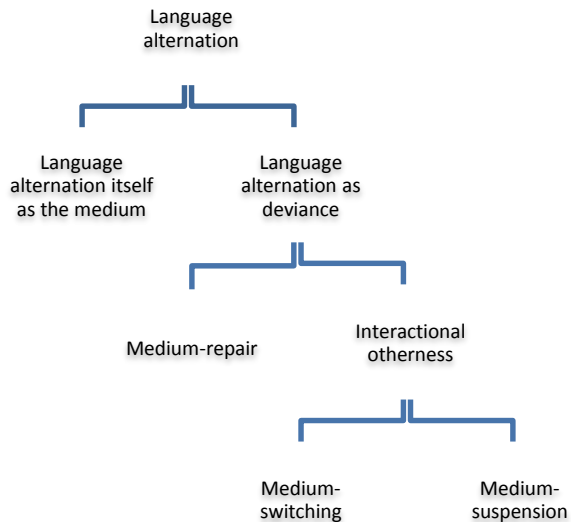 Language
alternation
Language
alternation itself
as the medium
Language
alternation as
deviance
Medium-repair
Interactional
otherness
Medium-
switching
Medium-
suspension